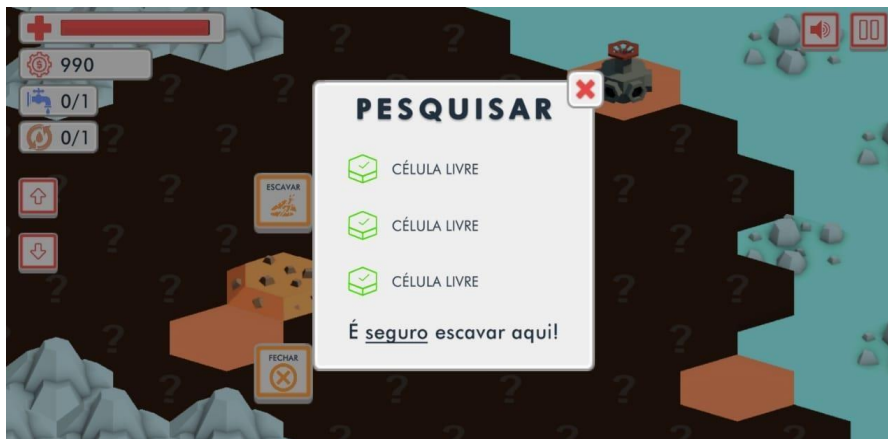 990
0/1
0/1
ESCAVAR
FECHAR
PESQUISAR
CÉLULA LIVRE
CÉLULA LIVRE
CÉLULA LIVRE
É seguro escavar aqui!